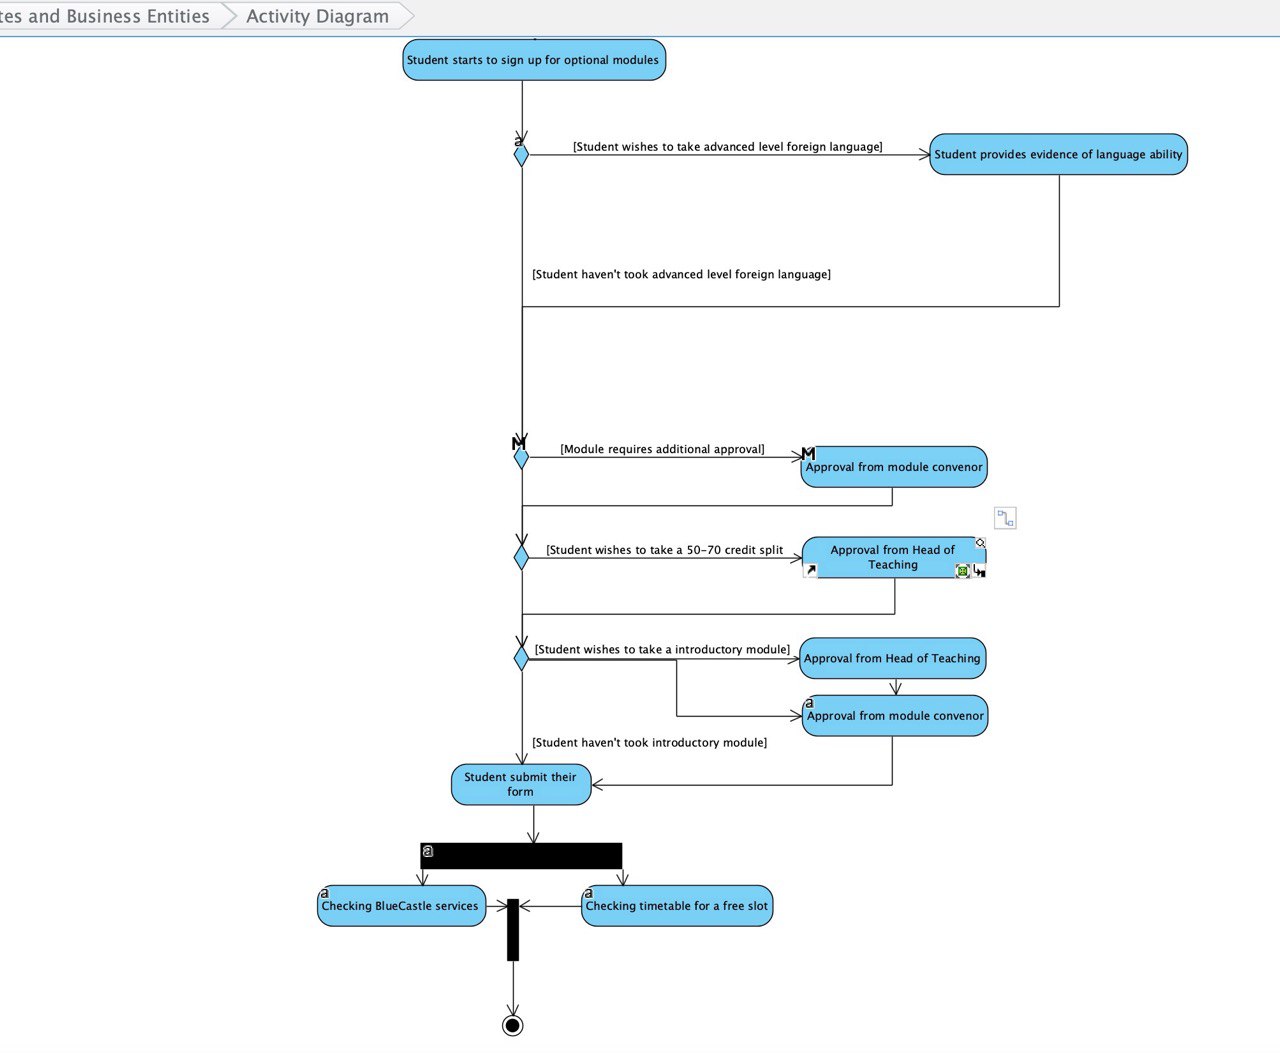 tes and Business Entities
Activity Diagram
Student starts to sign up for optional modules
a
[Student wishes to take advanced level foreign language]
Student provides evidence of language ability
[Student haven't took advanced level foreign language]
M
[Module requires additional approval]
M
Approval from module convenor
[Student wishes to take a 50-70 credit split
Approval from Head of
Teaching
[Student wishes to take a introductory module]
Approval from Head of Teaching
a
Approval from module convenor
[Student haven't took introductory module]
Student submit their
form
a
a
Checking BlueCastle services
a
Checking timetable for a free slot